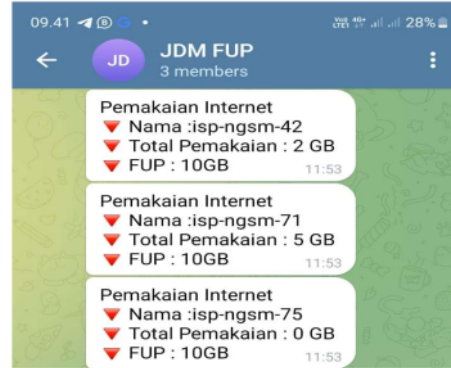 09.41
28%
JD
JDM FUP
3 members
Pemakaian Internet
Nama :isp-ngsm-42
Total Pemakaian : 2 GB
FUP : 10GB
11:53
Pemakaian Internet
Nama :isp-ngsm-71
Total Pemakaian : 5 GB
FUP : 10GB
11:53
Pemakaian Internet
Nama :isp-ngsm-75
Total Pemakaian : 0 GB
FUP : 10GB
11:53